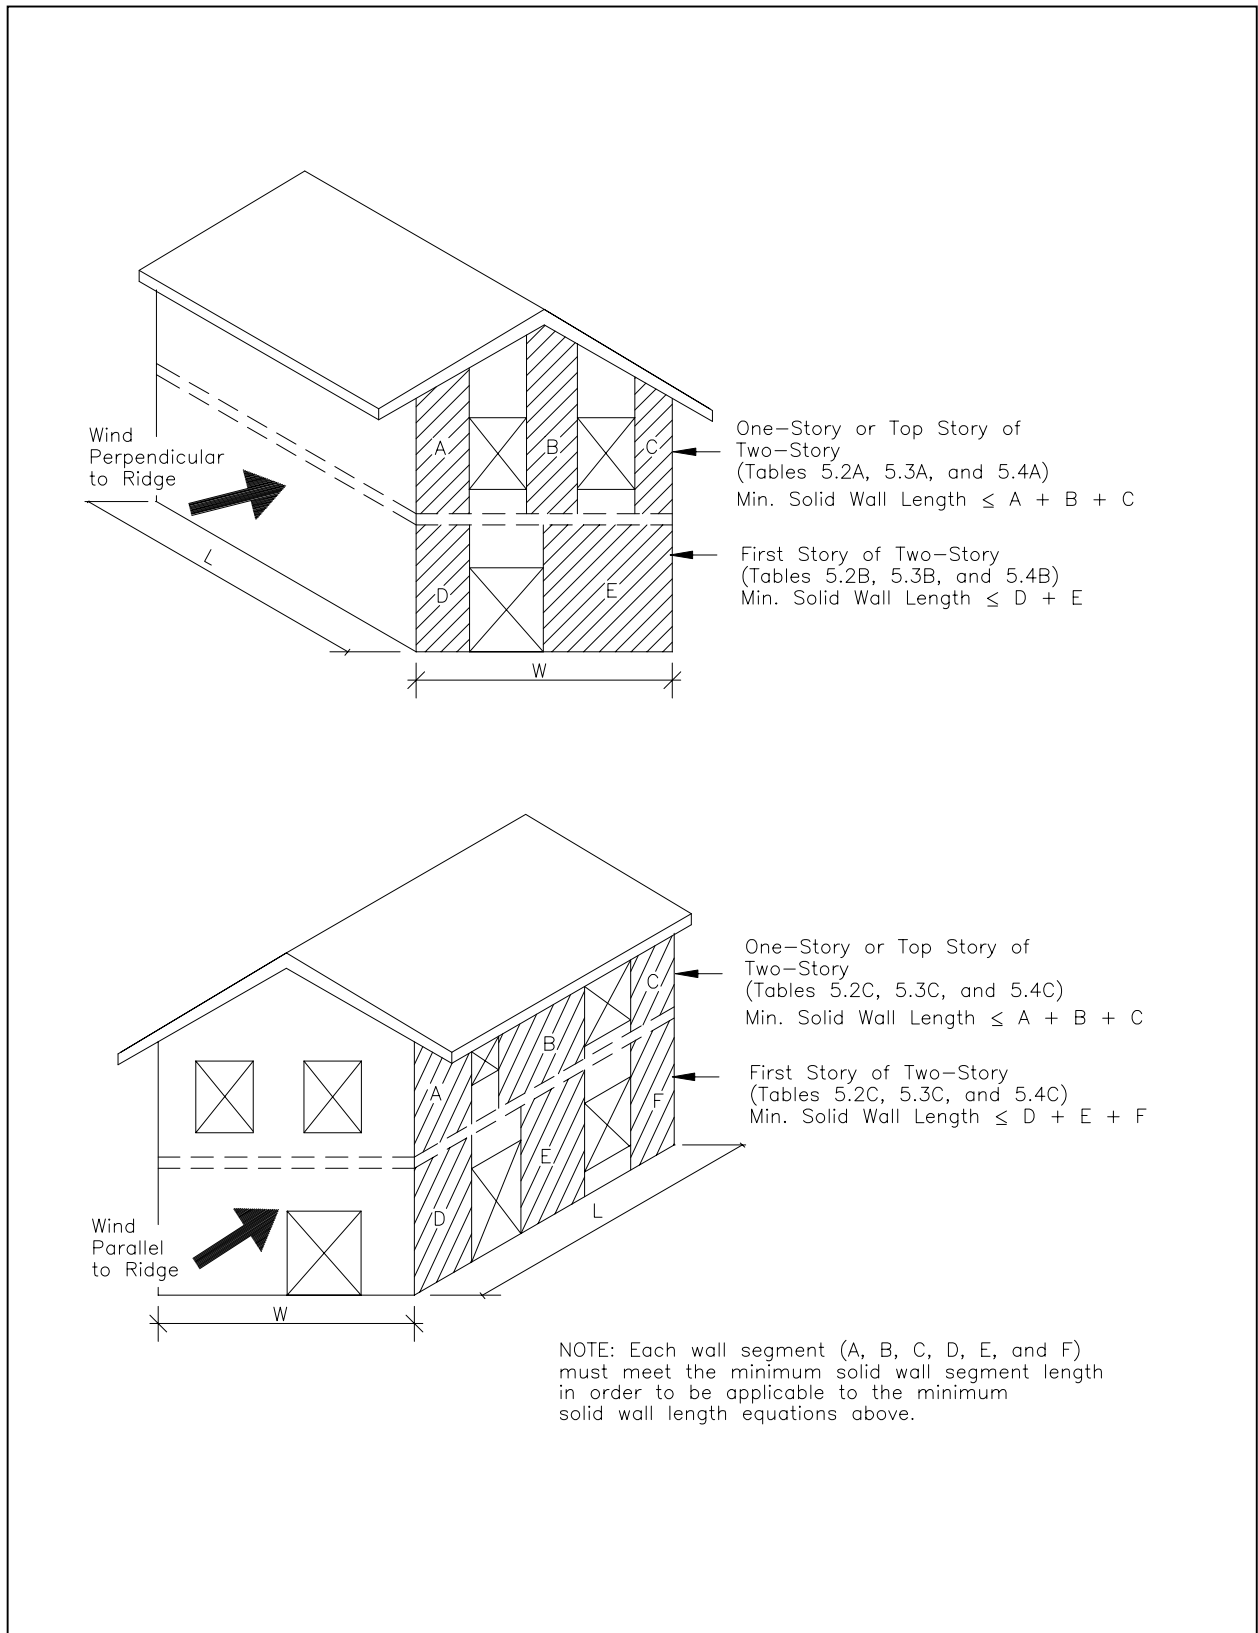 Wind
Perpendicular
to Ridge
L
A
B
C
D
E
W
One-Story or Top Story of
Two-Story
(Tables 5.2A, 5.3A, and 5.4A)
Min. Solid Wall Length ≤ A + B + C
First Story of Two-Story
(Tables 5.2B, 5.3B, and 5.4B)
Min. Solid Wall Length ≤ D + E
Wind
Parallel
to Ridge
W
A
B
C
D
E
F
L
One-Story or Top Story of
Two-Story
(Tables 5.2C, 5.3C, and 5.4C)
Min. Solid Wall Length ≤ A + B + C
First Story of Two-Story
(Tables 5.2C, 5.3C, and 5.4C)
Min. Solid Wall Length ≤ D + E + F
NOTE: Each wall segment (A, B, C, D, E, and F)
must meet the minimum solid wall segment length
in order to be applicable to the minimum
solid wall length equations above.